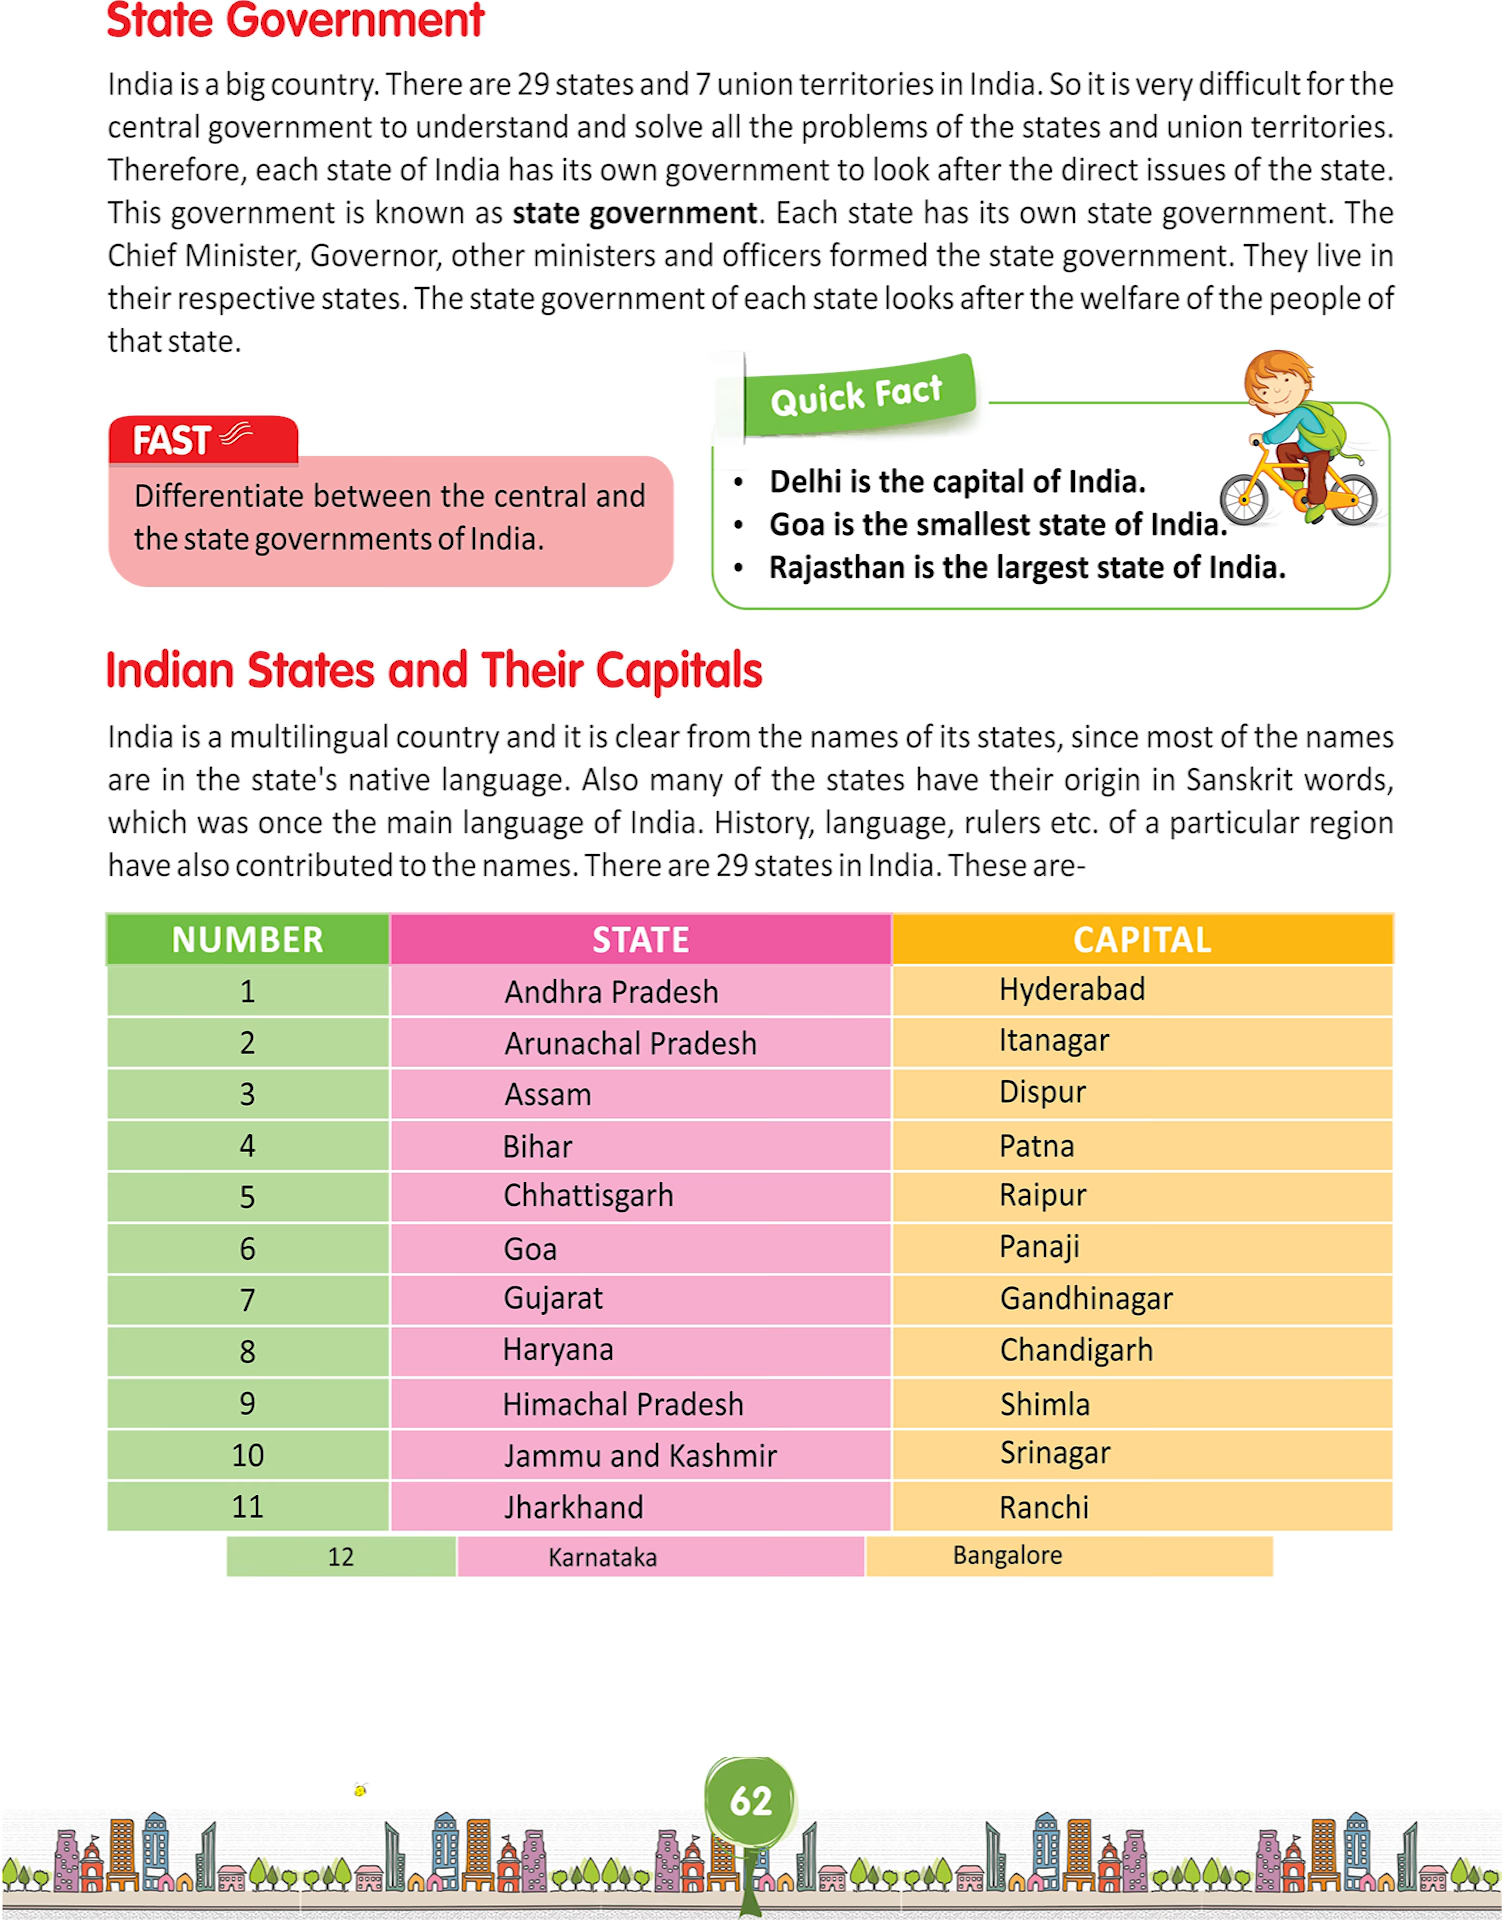 State Government
India is a big country. There are 29 states and 7 union territories in India. So it is very difficult for the
central government to understand and solve all the problems of the states and union territories.
Therefore, each state of India has its own government to look after the direct issues of the state.
This government is known as state government. Each state has its own state government. The
Chief Minister, Governor, other ministers and officers formed the state government. They live in
their respective states. The state government of each state looks after the welfare of the people of
that state.
FAST
Differentiate between the central and
the state governments of India.
Quick Fact
• Delhi is the capital of India.
• Goa is the smallest state of India.
• Rajasthan is the largest state of India.
Indian States and Their Capitals
India is a multilingual country and it is clear from the names of its states, since most of the names
are in the state's native language. Also many of the states have their origin in Sanskrit words,
which was once the main language of India. History, language, rulers etc. of a particular region
have also contributed to the names. There are 29 states in India. These are-
NUMBER STATE CAPITAL
1 Andhra Pradesh Hyderabad
2 Arunachal Pradesh Itanagar
3 Assam Dispur
4 Bihar Patna
5 Chhattisgarh Raipur
6 Goa Panaji
7 Gujarat Gandhinagar
8 Haryana Chandigarh
9 Himachal Pradesh Shimla
10 Jammu and Kashmir Srinagar
11 Jharkhand Ranchi
12 Karnataka Bangalore
62